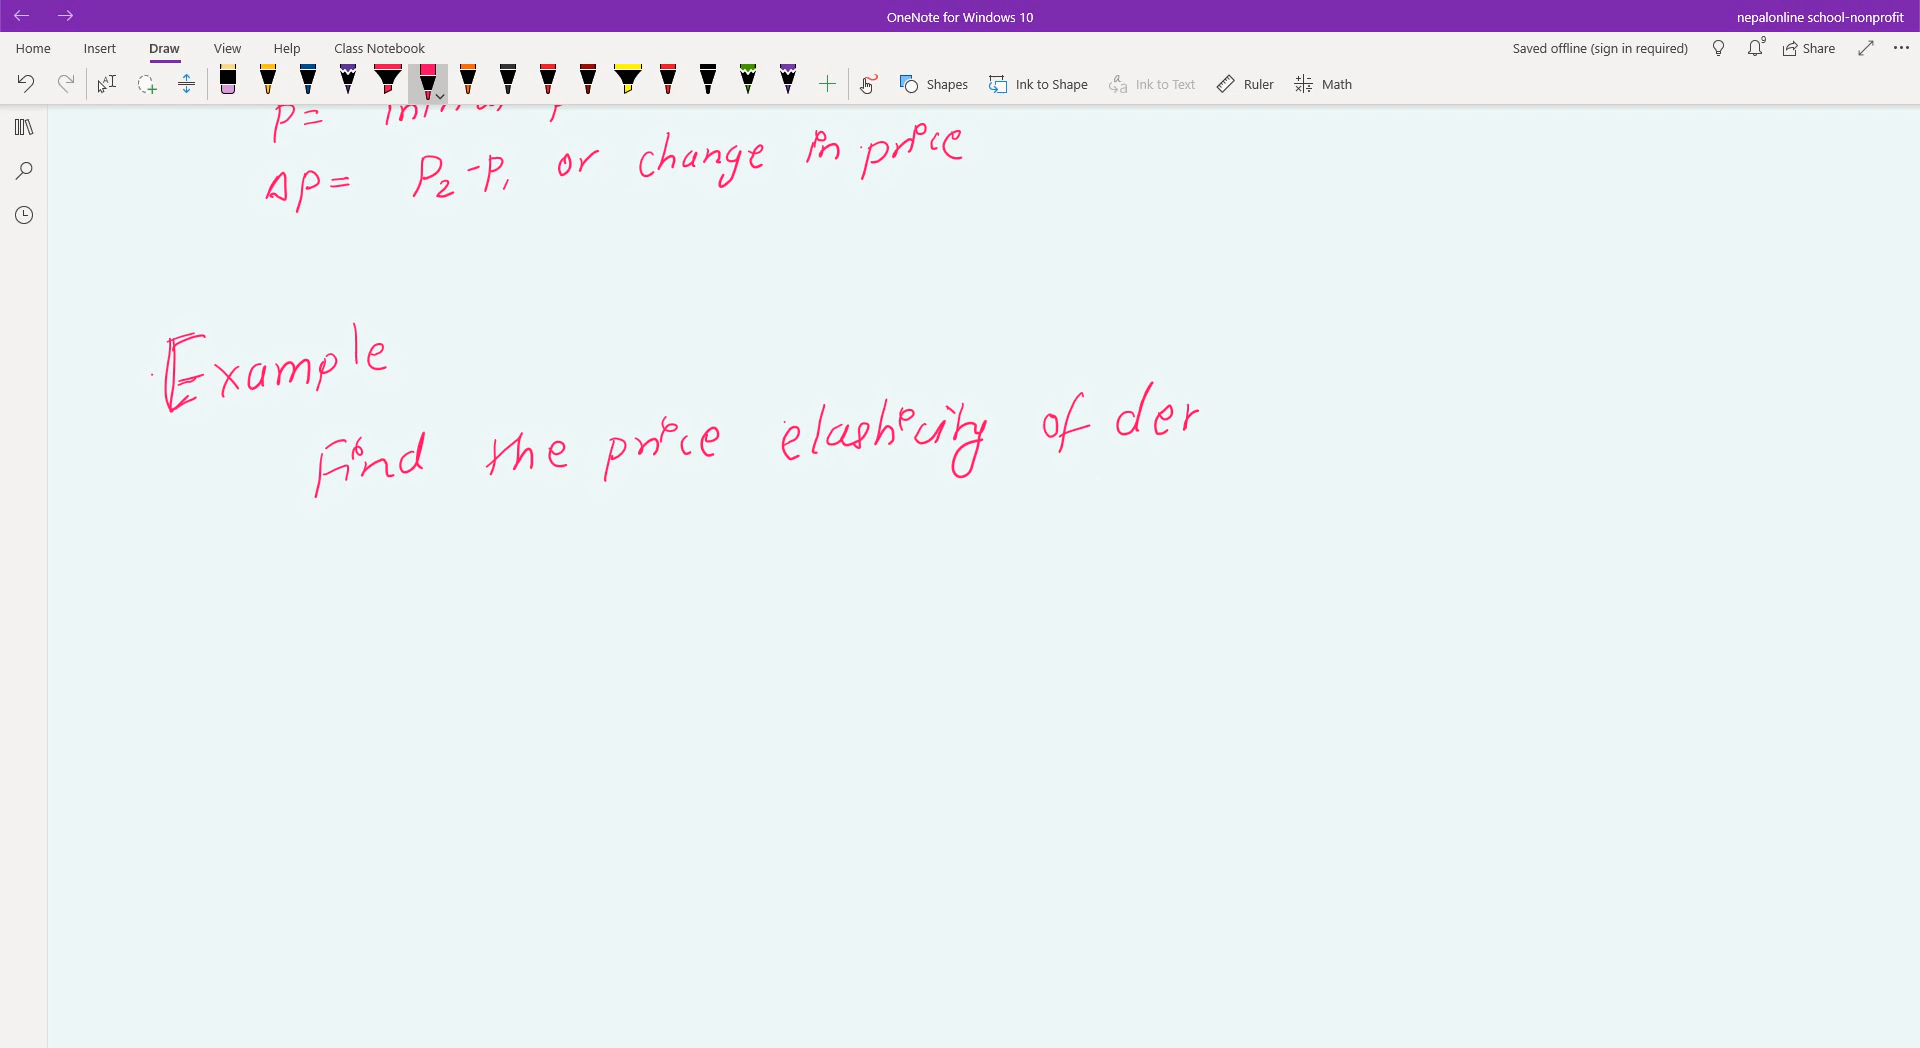 OneNote for Windows 10
nepalonline school-nonprofit
Home Insert Draw View Help Class Notebook
Saved offline (sign in required)
9
Share
Shapes Ink to Shape Ink to Text Ruler Math
P=
ΔP= P2-P1 or change in price
Example
Find the price elasticity of der